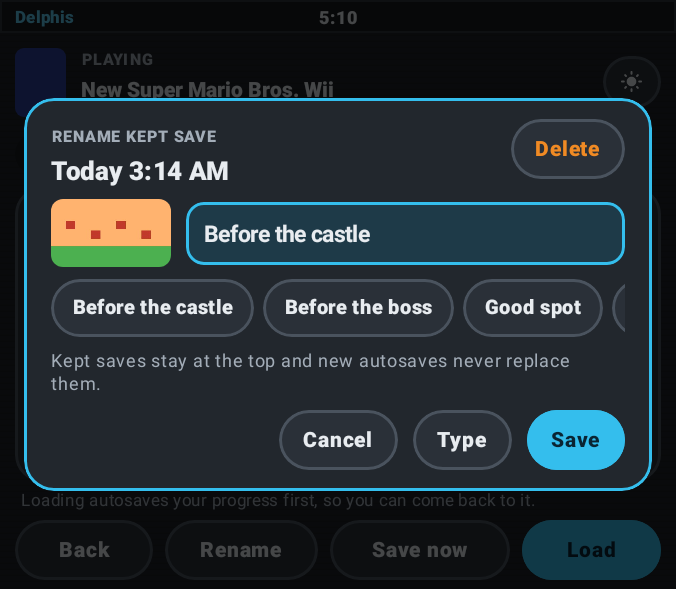 Delphis
5:10
PLAYING
New Super Mario Bros. Wii
RENAME KEPT SAVE
Today 3:14 AM
Delete
Before the castle
Before the castle
Before the boss
Good spot
Kept saves stay at the top and new autosaves never replace
them.
Cancel
Type
Save
Loading autosaves your progress first, so you can come back to it.
Back
Rename
Save now
Load